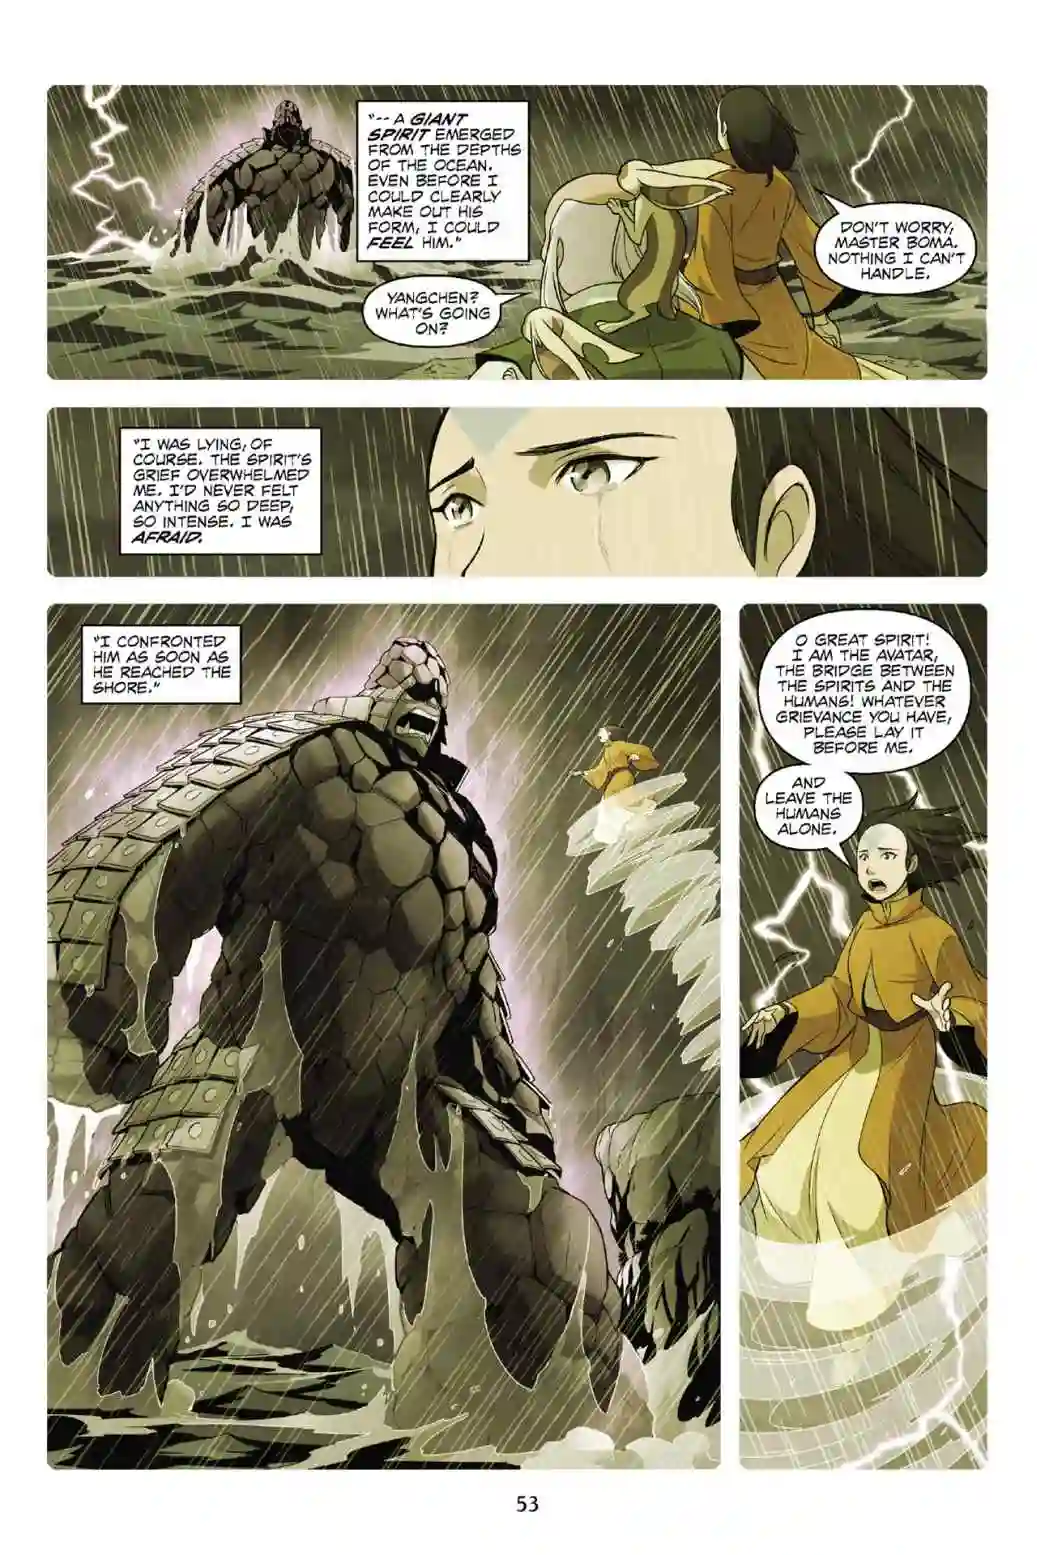 "-- A GIANT
SPIRIT EMERGED
FROM THE DEPTHS
OF THE OCEAN.
EVEN BEFORE I
COULD CLEARLY
MAKE OUT HIS
FORM, I COULD
FEEL HIM."
YANGCHEN?
WHAT'S GOING
ON?
DON'T WORRY,
MASTER BOMA.
NOTHING I CAN'T
HANDLE.
"I WAS LYING, OF
COURSE. THE SPIRIT'S
GRIEF OVERWHELMED
ME. I'D NEVER FELT
ANYTHING SO DEEP,
SO INTENSE. I WAS
AFRAID.
"I CONFRONTED
HIM AS SOON AS
HE REACHED THE
SHORE."
O GREAT SPIRIT!
I AM THE AVATAR,
THE BRIDGE BETWEEN
THE SPIRITS AND THE
HUMANS! WHATEVER
GRIEVANCE YOU HAVE,
PLEASE LAY IT
BEFORE ME.
AND
LEAVE THE
HUMANS
ALONE.
53